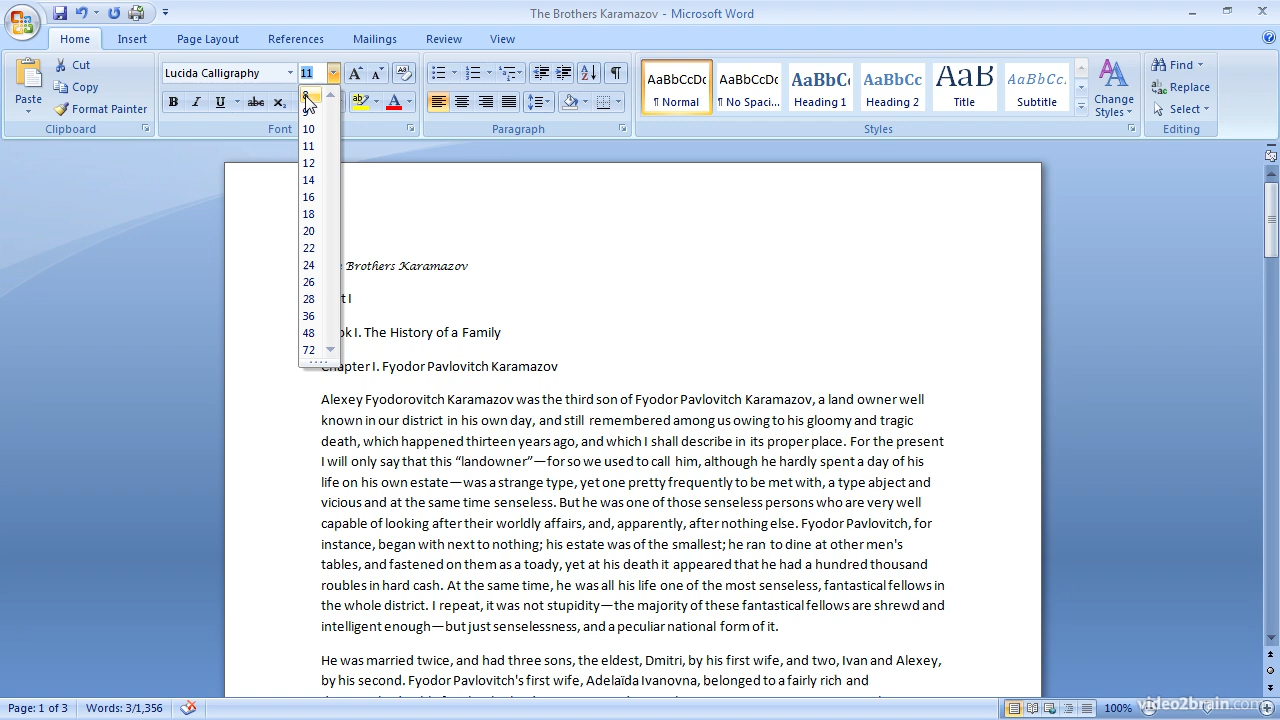 The Brothers Karamazov - Microsoft Word
Home Insert Page Layout References Mailings Review View
Paste
Cut
Copy
Format Painter
Clipboard
Lucida Calligraphy 11
Font
Paragraph
AaBbCcDc AaBbCcDc AaBbCc AaBbCc AaB AaBbCc.
¶ Normal ¶ No Spaci... Heading 1 Heading 2 Title Subtitle
Change
Styles
Styles
Find
Replace
Select
Editing
9
10
11
12
14
16
18
20
22
24
26
28
36
48
72
Brothers Karamazov
t I
ok I. The History of a Family
Chapter I. Fyodor Pavlovitch Karamazov
Alexey Fyodorovitch Karamazov was the third son of Fyodor Pavlovitch Karamazov, a land owner well
known in our district in his own day, and still remembered among us owing to his gloomy and tragic
death, which happened thirteen years ago, and which I shall describe in its proper place. For the present
I will only say that this “landowner”—for so we used to call him, although he hardly spent a day of his
life on his own estate—was a strange type, yet one pretty frequently to be met with, a type abject and
vicious and at the same time senseless. But he was one of those senseless persons who are very well
capable of looking after their worldly affairs, and, apparently, after nothing else. Fyodor Pavlovitch, for
instance, began with next to nothing; his estate was of the smallest; he ran to dine at other men's
tables, and fastened on them as a toady, yet at his death it appeared that he had a hundred thousand
roubles in hard cash. At the same time, he was all his life one of the most senseless, fantastical fellows in
the whole district. I repeat, it was not stupidity—the majority of these fantastical fellows are shrewd and
intelligent enough—but just senselessness, and a peculiar national form of it.
He was married twice, and had three sons, the eldest, Dmitri, by his first wife, and two, Ivan and Alexey,
by his second. Fyodor Pavlovitch's first wife, Adelaïda Ivanovna, belonged to a fairly rich and
Page: 1 of 3 Words: 3/1,356 100%
video2brain.com